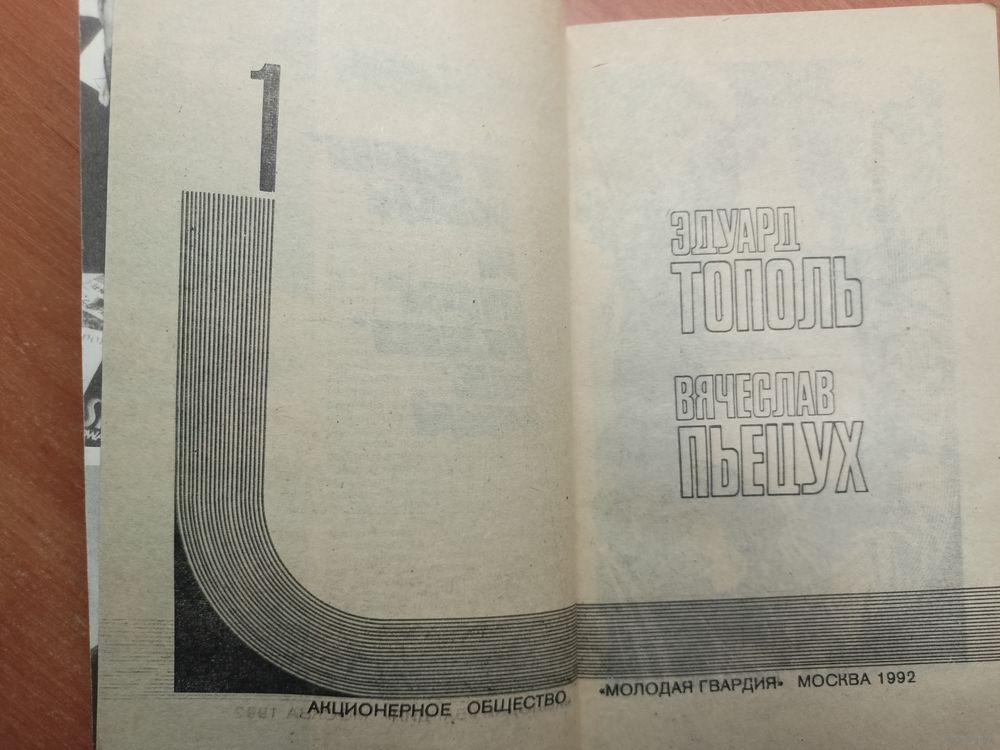 1
ЭДУАРД
ТОПОЛЬ
ВЯЧЕСЛАВ
ПЬЕЦУХ
АКЦИОНЕРНОЕ ОБЩЕСТВО «МОЛОДАЯ ГВАРДИЯ» МОСКВА 1992